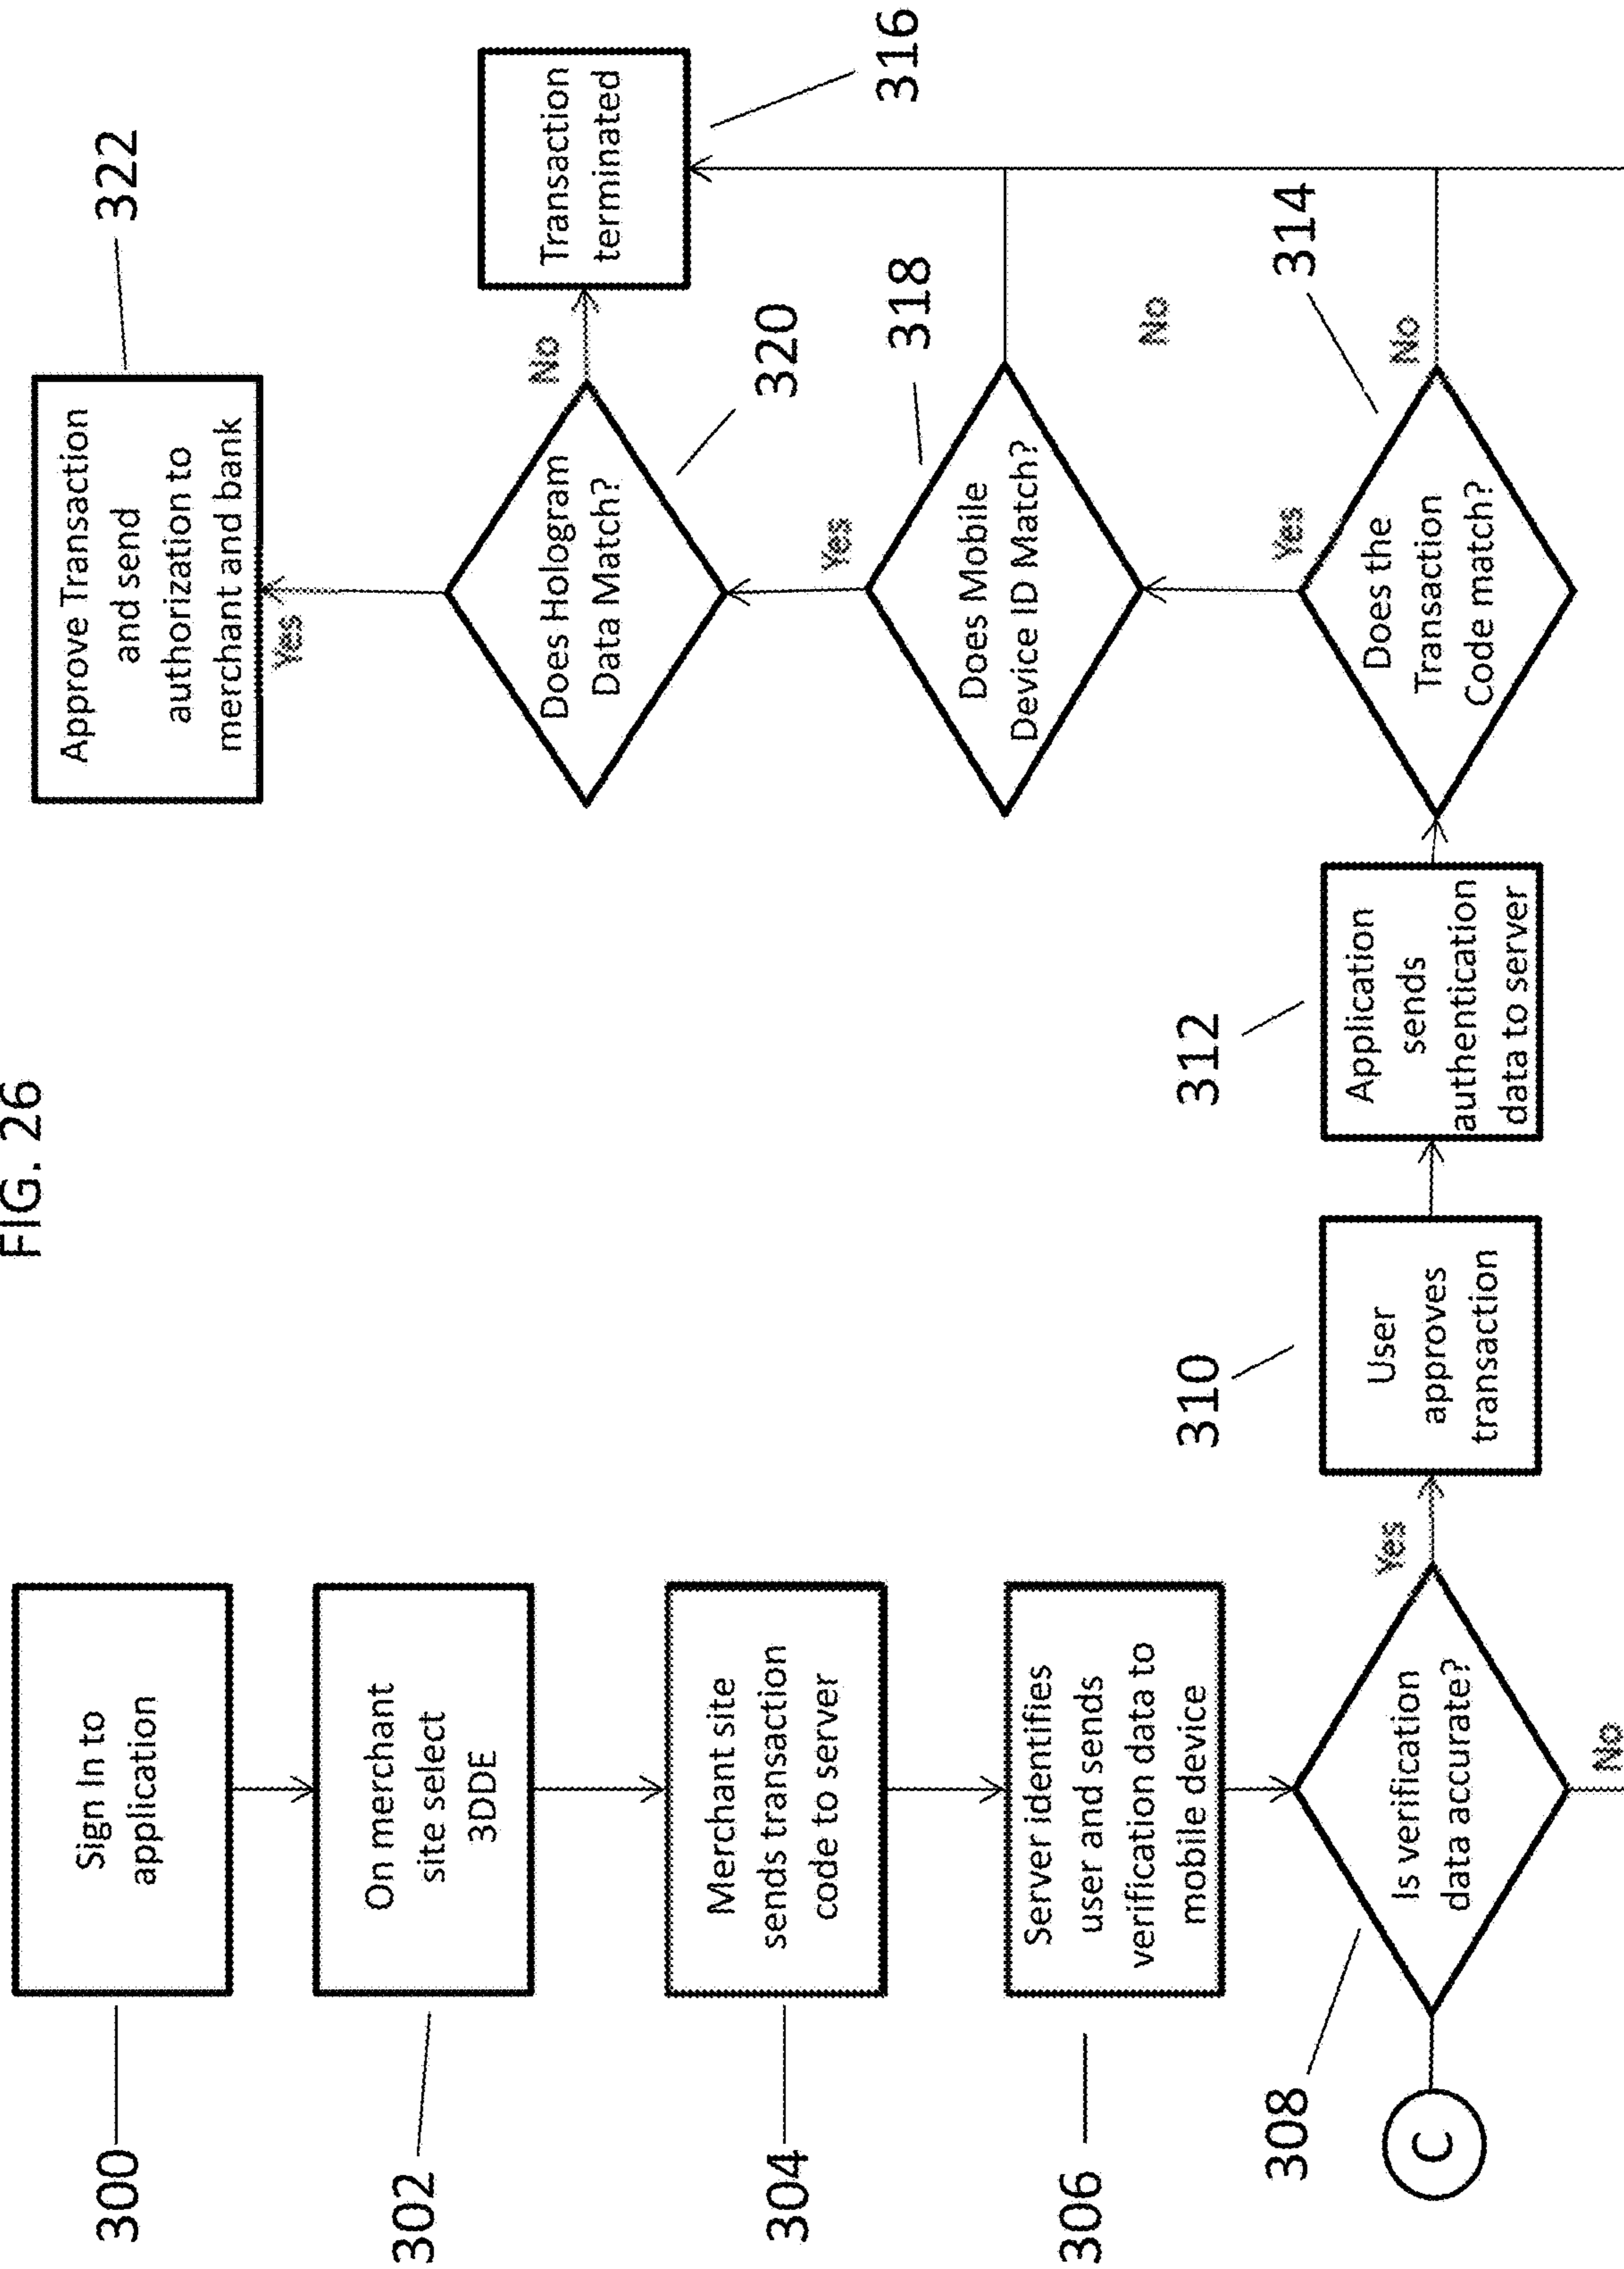 FIG. 26
300
Sign In to
application
302
On merchant
site select
3DDE
304
Merchant site
sends transaction
code to server
306
Server identifies
user and sends
verification data to
mobile device
308
C
Is verification
data accurate?
Yes
No
310
User
approves
transaction
312
Application
sends
authentication
data to server
314
Does the
Transaction
Code match?
Yes
No
318
Does Mobile
Device ID Match?
Yes
No
320
Does Hologram
Data Match?
Yes
No
316
Transaction
terminated
322
Approve Transaction
and send
authorization to
merchant and bank